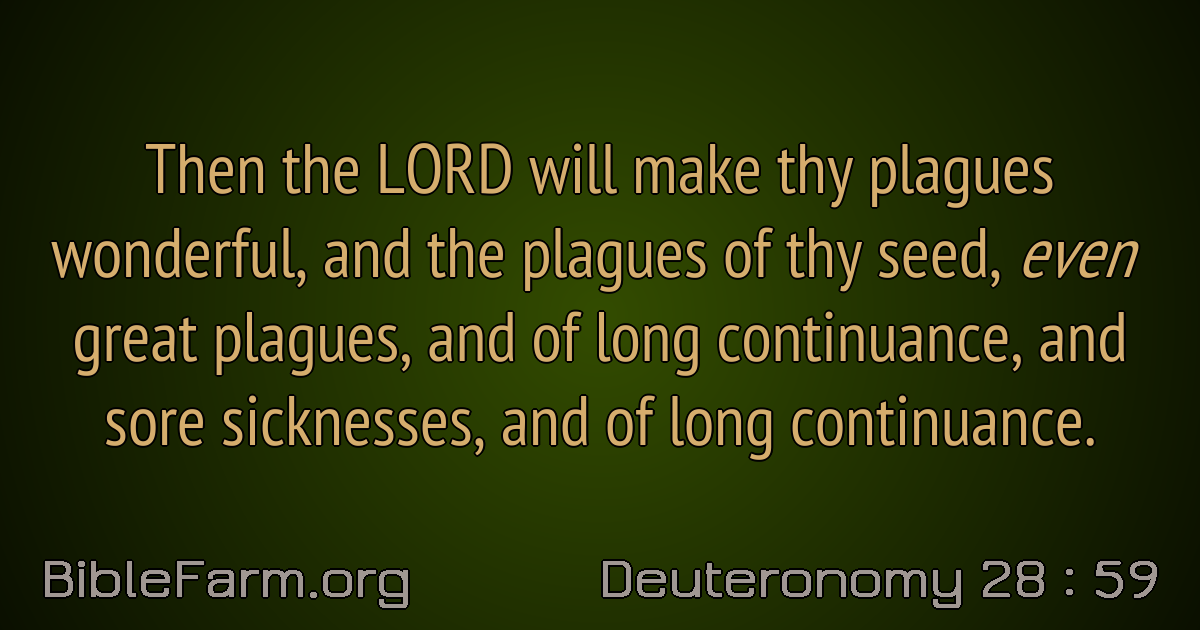 Then the LORD will make thy plagues
wonderful, and the plagues of thy seed, even
great plagues, and of long continuance, and
sore sicknesses, and of long continuance.
BibleFarm.org
Deuteronomy 28 : 59